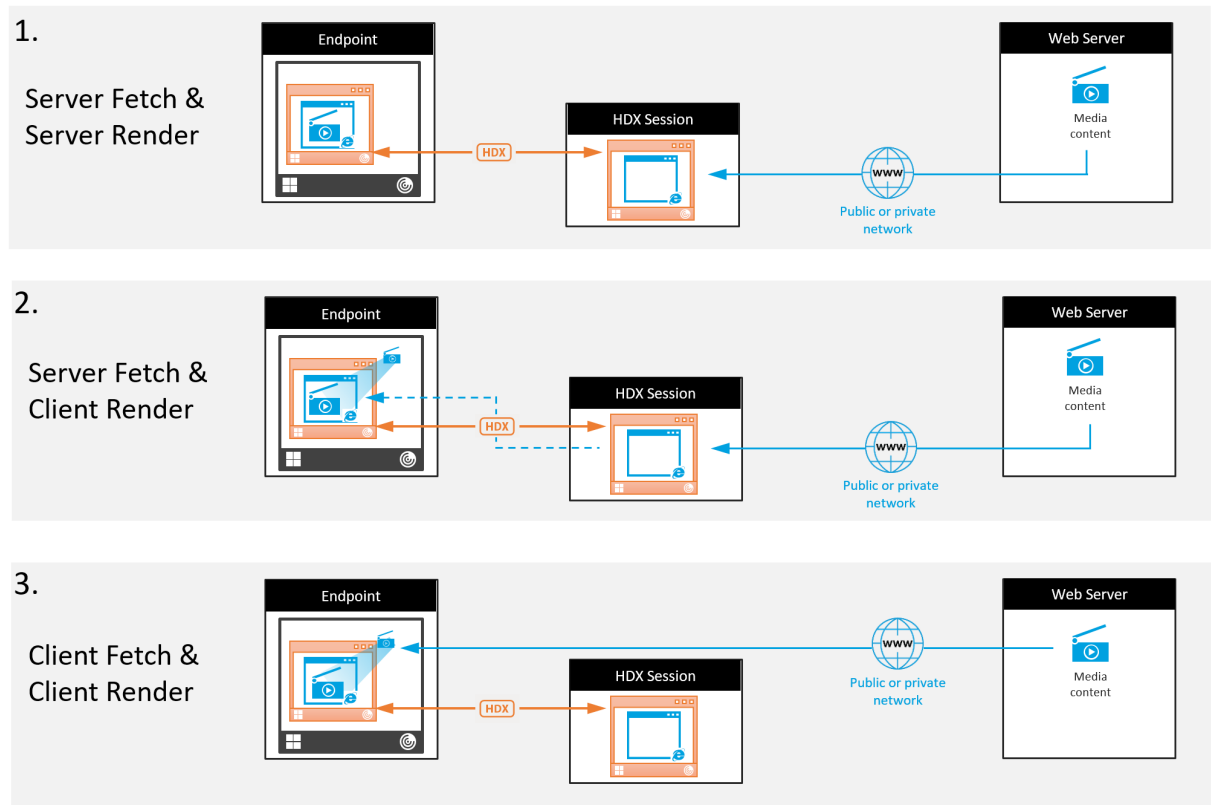 1.
Server Fetch &
Server Render
Endpoint
HDX
HDX Session
www
Public or private
network
Web Server
Media
content
2.
Server Fetch &
Client Render
Endpoint
HDX
HDX Session
www
Public or private
network
Web Server
Media
content
3.
Client Fetch &
Client Render
Endpoint
HDX
HDX Session
www
Public or private
network
Web Server
Media
content